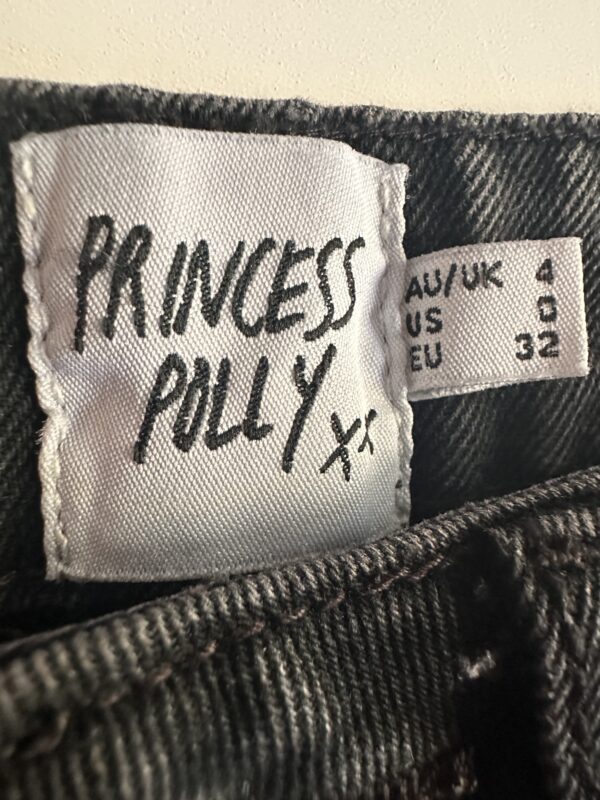 PRINCESS
POLLY xx
AU/UK 4
US 0
EU 32